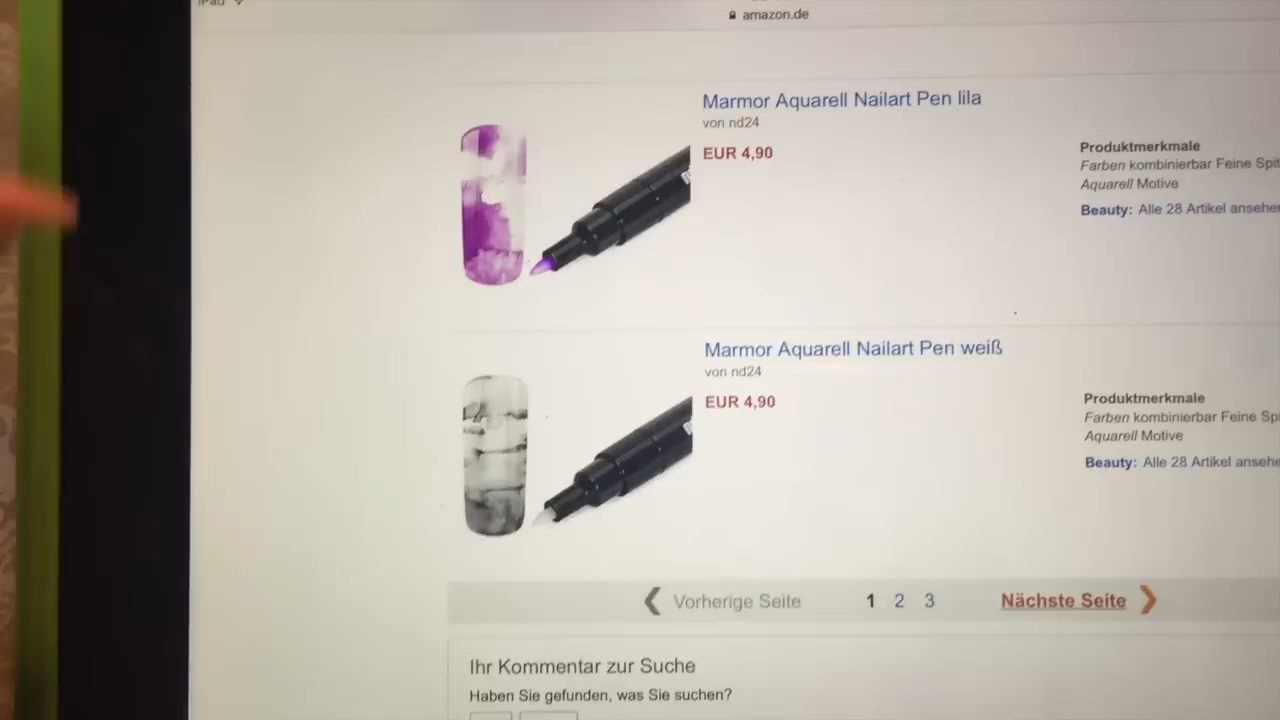 iPad
amazon.de
Marmor Aquarell Nailart Pen lila
von nd24
EUR 4,90
Produktmerkmale
Farben kombinierbar Feine
Aquarell Motive
Beauty: Alle 28 Artikel
Marmor Aquarell Nailart Pen weiß
von nd24
EUR 4,90
Produktmerkmale
Farben kombinierbar Feine
Aquarell Motive
Beauty: Alle 28 Artikel
Vorherige Seite 1 2 3 Nächste Seite
Ihr Kommentar zur Suche
Haben Sie gefunden, was Sie suchen?